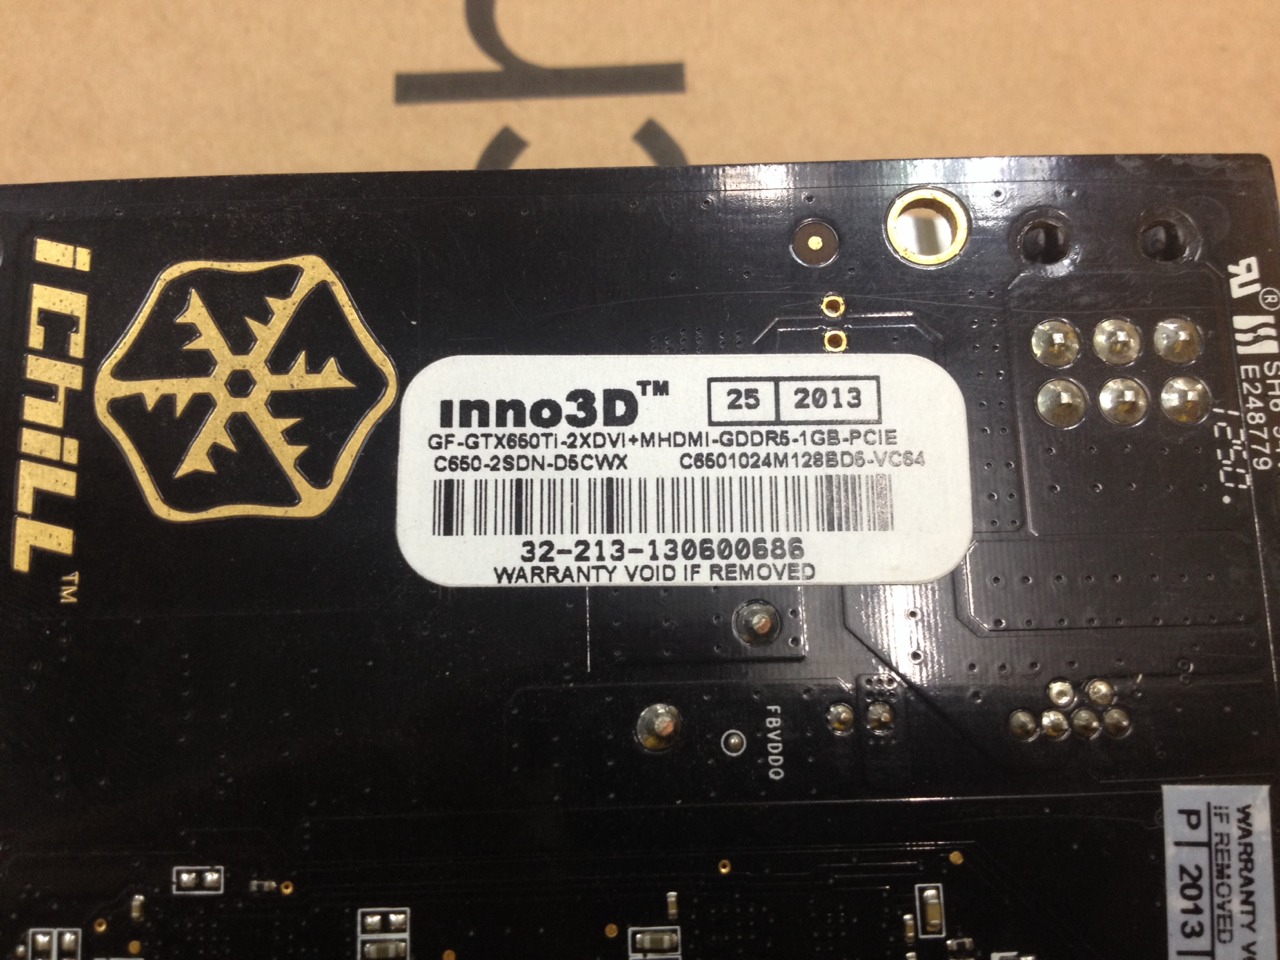 ch
iChiLL™
inno3D™ 25 2013
GF-GTX650Ti-2XDVI+MHDMI-GDDR5-1GB-PCIE
C650-2SDN-D5CWX C6501024M128BD5-VC64
32-213-130600686
WARRANTY VOID IF REMOVED
FBVDDQ
E248779
WARRANTY
IF REMOVED
P 2013